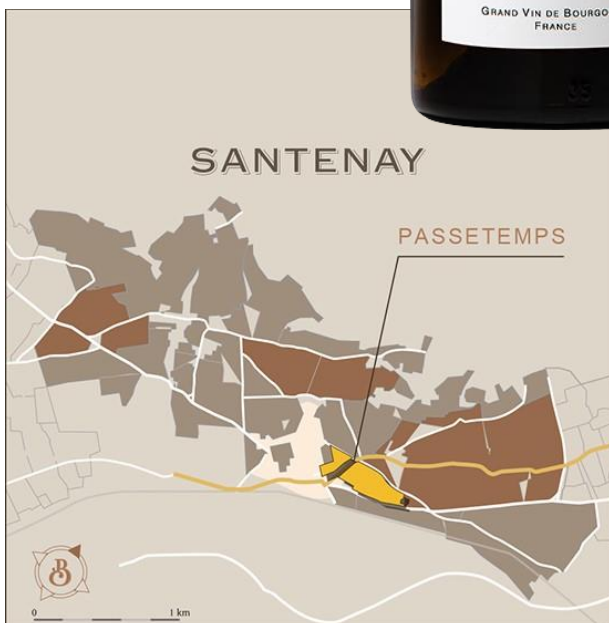 GRAND VIN DE BOURGO
FRANCE
SANTENAY
PASSETEMPS
B
0 1 km